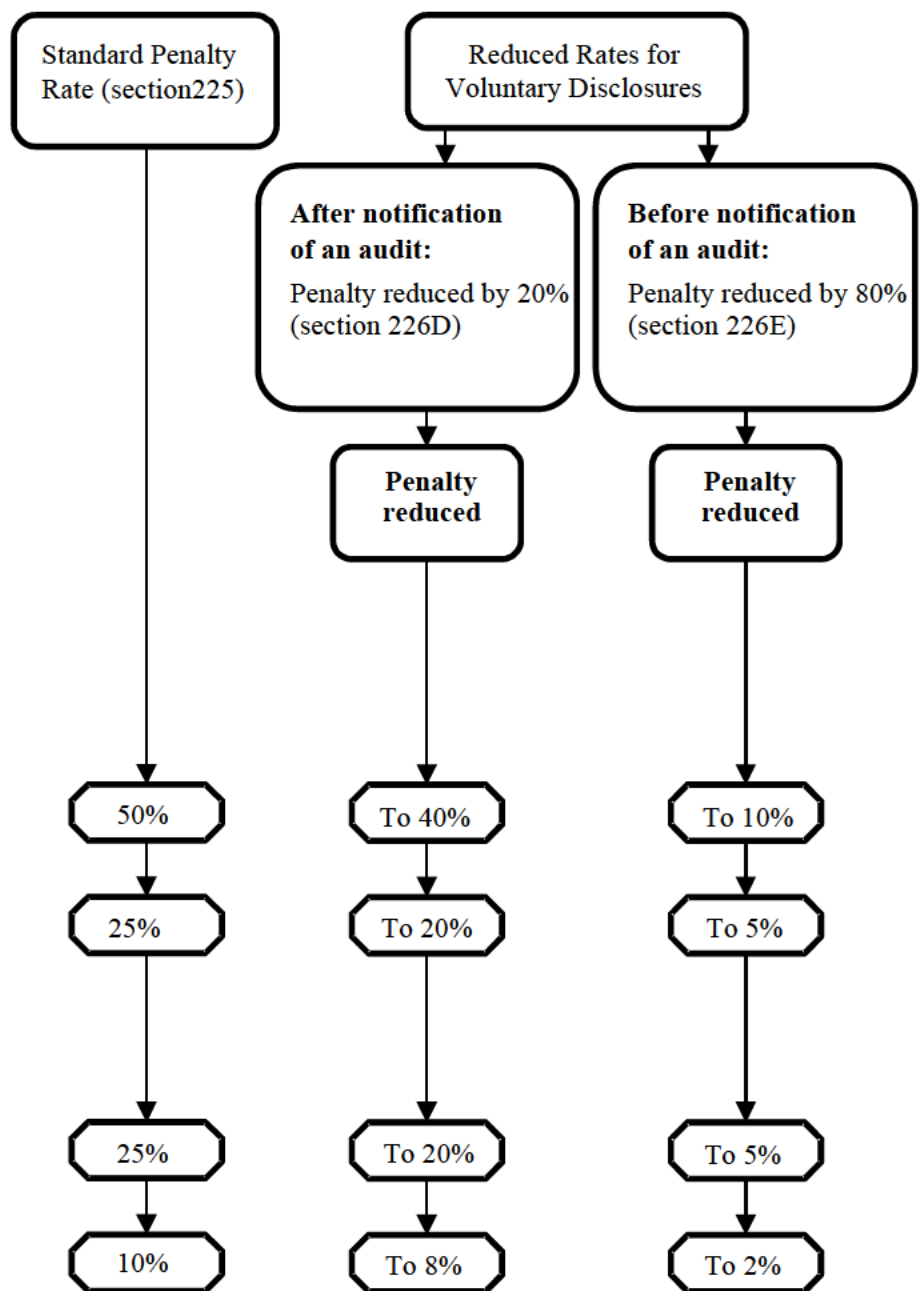 Standard Penalty
Rate (section225)
Reduced Rates for
Voluntary Disclosures
After notification
of an audit:
Penalty reduced by 20%
(section 226D)
Before notification
of an audit:
Penalty reduced by 80%
(section 226E)
Penalty
reduced
Penalty
reduced
50%
To 40%
To 10%
25%
To 20%
To 5%
25%
To 20%
To 5%
10%
To 8%
To 2%